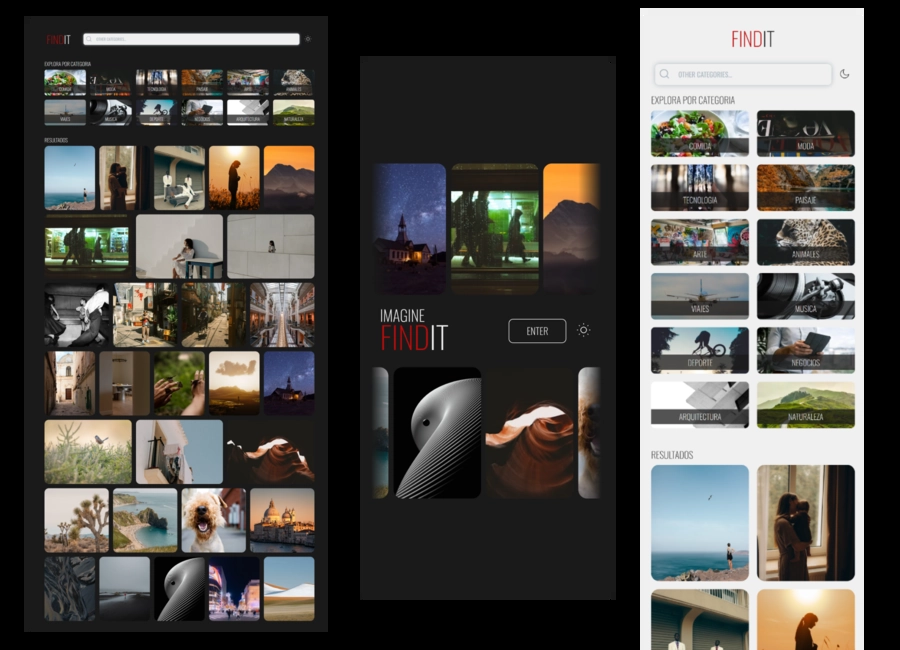 FINDIT
OTHER CATEGORIES...
EXPLORA POR CATEGORIA
COMIDA
MODA
TECNOLOGIA
PAISAJE
ARTE
ANIMALES
VIAJES
MUSICA
DEPORTE
NEGOCIOS
ARQUITECTURA
NATURALEZA
RESULTADOS
IMAGINE
FINDIT
ENTER
FINDIT
OTHER CATEGORIES...
EXPLORA POR CATEGORIA
COMIDA
MODA
TECNOLOGIA
PAISAJE
ARTE
ANIMALES
VIAJES
MUSICA
DEPORTE
NEGOCIOS
ARQUITECTURA
NATURALEZA
RESULTADOS